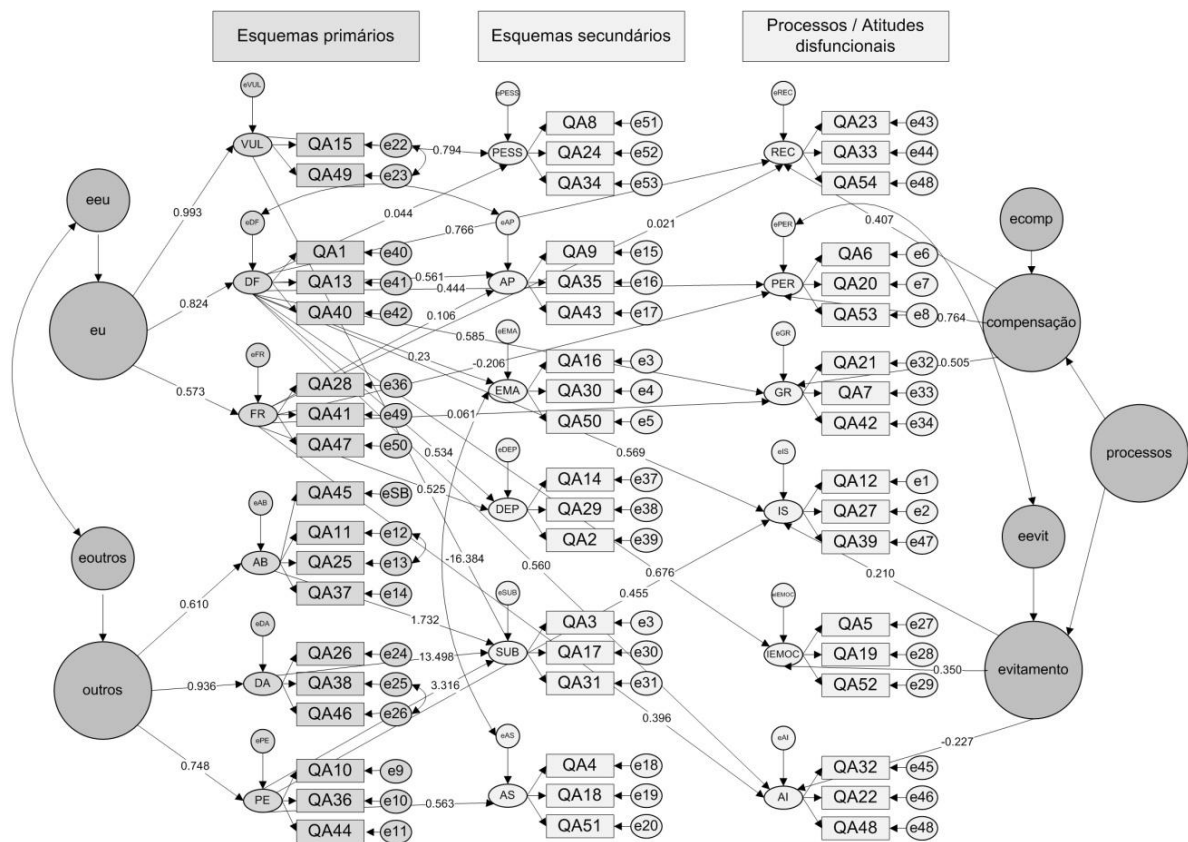 Esquemas primários
Esquemas secundários
Processos / Atitudes
disfuncionais
eVUL
VUL
QA15
e22
QA49
e23
eDF
DF
QA1
e40
QA13
e41
QA40
e42
eFR
FR
QA28
e36
QA41
e49
QA47
e50
eAB
AB
QA45
eSB
QA11
e12
QA25
e13
QA37
e14
eDA
DA
QA26
e24
QA38
e25
QA46
e26
ePE
PE
QA10
e9
QA36
e10
QA44
e11
ePESS
PESS
QA8
e51
QA24
e52
QA34
e53
eAP
AP
QA9
e15
QA35
e16
QA43
e17
eEMA
EMA
QA16
e3
QA30
e4
QA50
e5
eDEP
DEP
QA14
e37
QA29
e38
QA2
e39
eSUB
SUB
QA3
e3
QA17
e30
QA31
e31
eAS
AS
QA4
e18
QA18
e19
QA51
e20
eREC
REC
QA23
e43
QA33
e44
QA54
e48
ePER
PER
QA6
e6
QA20
e7
QA53
e8
eGR
GR
QA21
e32
QA7
e33
QA42
e34
eIS
IS
QA12
e1
QA27
e2
QA39
e47
eIEMOC
IEMOC
QA5
e27
QA19
e28
QA52
e29
eAI
AI
QA32
e45
QA22
e46
QA48
e48
eeu
eu
eoutros
outros
ecomp
compensação
processos
eevit
evitamento
0.993
0.824
0.573
0.610
0.936
0.748
0.794
0.044
0.766
0.021
0.561
0.444
0.106
0.585
0.23
-0.206
0.061
0.534
0.525
0.569
-16.384
0.560
0.676
0.455
1.732
13.498
3.316
0.396
0.563
0.407
0.764
0.505
0.210
0.350
-0.227